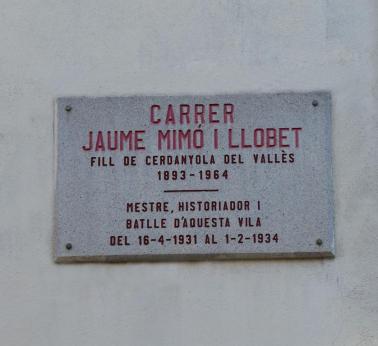 CARRER
JAUME MIMÓ I LLOBET
FILL DE CERDANYOLA DEL VALLÈS
1893-1964
MESTRE, HISTORIADOR I
BATLLE D'AQUESTA VILA
DEL 16-4-1931 AL 1-2-1934